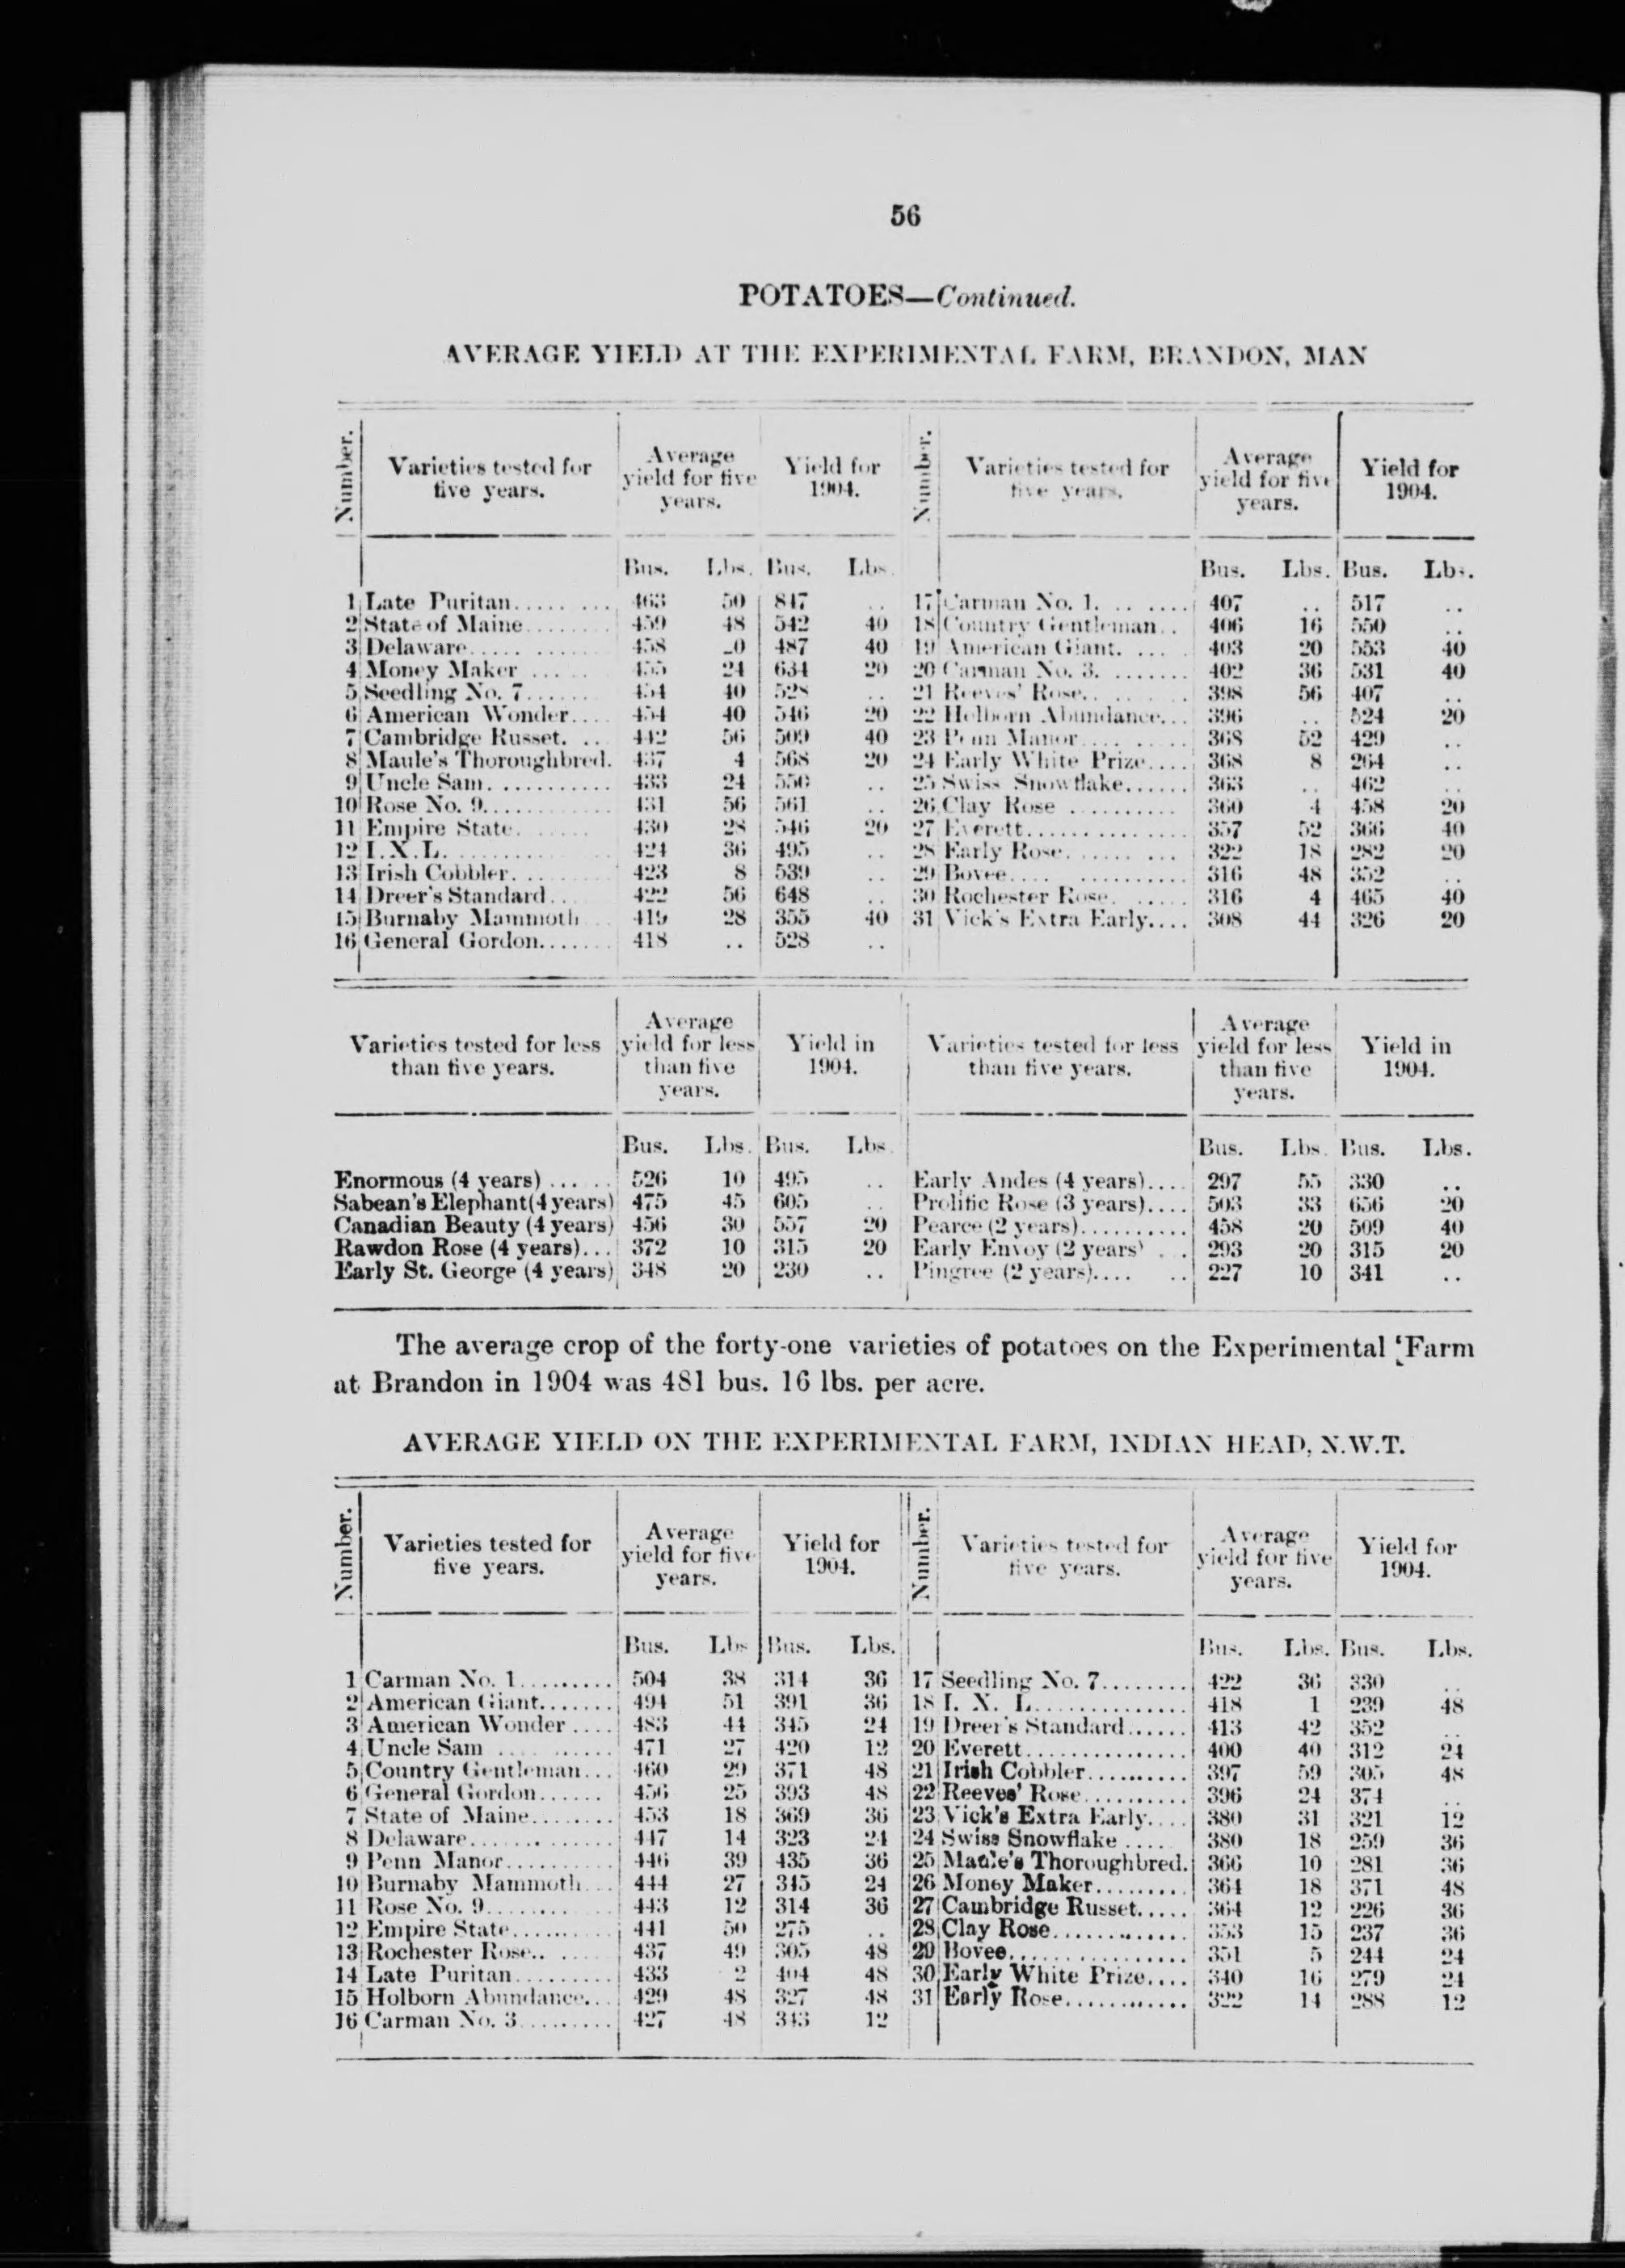 56
POTATOES—Continued.
AVERAGE YIELD AT THE EXPERIMENTAL FARM, BRANDON, MAN
Number. Varieties tested for five years. Average yield for five years. Yield for 1904. Number. Varieties tested for five years. Average yield for five years. Yield for 1904.
Bus. Lbs. Bus. Lbs. Bus. Lbs. Bus. Lbs.
1 Late Puritan......... 463 50 847 .. 17 Carman No. 1........ 407 .. 517 ..
2 State of Maine........ 459 48 542 40 18 Country Gentleman.. 406 16 550 ..
3 Delaware............ 458 0 487 40 19 American Giant..... 403 20 553 40
4 Money Maker ...... 455 24 634 20 20 Carman No. 3........ 402 36 531 40
5 Seedling No. 7....... 454 40 528 .. 21 Reeves' Rose........ 398 56 407 ..
6 American Wonder.... 454 40 546 20 22 Holborn Abundance... 396 .. 524 20
7 Cambridge Russet. ... 442 56 509 40 23 Penn Manor......... 368 52 429 ..
8 Maule's Thoroughbred. 437 4 568 20 24 Early White Prize.... 368 8 264 ..
9 Uncle Sam........... 433 24 550 .. 25 Swiss Snowflake...... 363 .. 462 ..
10 Rose No. 9........... 431 56 561 .. 26 Clay Rose .......... 360 4 458 20
11 Empire State....... 430 28 546 20 27 Everett.............. 357 52 366 40
12 I.X.L............... 424 36 495 .. 28 Early Rose.......... 322 18 282 20
13 Irish Cobbler......... 423 8 539 .. 29 Bovee............... 316 48 352 ..
14 Dreer's Standard... 422 56 648 .. 30 Rochester Rose...... 316 4 465 40
15 Burnaby Mammoth .. 419 28 355 40 31 Vick's Extra Early.... 308 44 326 20
16 General Gordon....... 418 .. 528 ..
Varieties tested for less than five years. Average yield for less than five years. Yield in 1904. Varieties tested for less than five years. Average yield for less than five years. Yield in 1904.
Bus. Lbs. Bus. Lbs. Bus. Lbs. Bus. Lbs.
Enormous (4 years) ...... 526 10 495 .. Early Andes (4 years).... 297 55 330 ..
Sabean's Elephant(4 years) 475 45 605 .. Prolific Rose (3 years).... 503 33 656 20
Canadian Beauty (4 years) 456 30 557 20 Pearce (2 years).......... 458 20 509 40
Rawdon Rose (4 years)... 372 10 315 20 Early Envoy (2 years) . .. 293 20 315 20
Early St. George (4 years) 348 20 230 .. Pingree (2 years).... .. 227 10 341 ..
The average crop of the forty-one varieties of potatoes on the Experimental Farm
at Brandon in 1904 was 481 bus. 16 lbs. per acre.
AVERAGE YIELD ON THE EXPERIMENTAL FARM, INDIAN HEAD, N.W.T.
Number. Varieties tested for five years. Average yield for five years. Yield for 1904. Number. Varieties tested for five years. Average yield for five years. Yield for 1904.
Bus. Lbs Bus. Lbs. Bus. Lbs. Bus. Lbs.
1 Carman No. 1......... 504 38 314 36 17 Seedling No. 7........ 422 36 330 ..
2 American Giant....... 494 51 391 36 18 I. X. L.............. 418 1 239 48
3 American Wonder .... 483 44 345 24 19 Dreer's Standard...... 413 42 352 ..
4 Uncle Sam .......... 471 27 420 12 20 Everett............... 400 40 312 24
5 Country Gentleman... 460 29 371 48 21 Irish Cobbler.......... 397 59 305 48
6 General Gordon...... 456 25 393 48 22 Reeves' Rose.......... 396 24 374 ..
7 State of Maine........ 453 18 369 36 23 Vick's Extra Early.... 380 31 321 12
8 Delaware............. 447 14 323 24 24 Swiss Snowflake ..... 380 18 259 36
9 Penn Manor.......... 446 39 435 36 25 Maule's Thoroughbred. 366 10 281 36
10 Burnaby Mammoth... 444 27 345 24 26 Money Maker......... 364 18 371 48
11 Rose No. 9........... 443 12 314 36 27 Cambridge Russet..... 364 12 226 36
12 Empire State......... 441 50 275 .. 28 Clay Rose............. 353 15 237 36
13 Rochester Rose.. ..... 437 49 305 48 29 Bovee................ 351 5 244 24
14 Late Puritan......... 433 2 404 48 30 Early White Prize.... 340 16 279 24
15 Holborn Abundance... 429 48 327 48 31 Early Rose............ 322 14 288 12
16 Carman No. 3......... 427 48 343 12